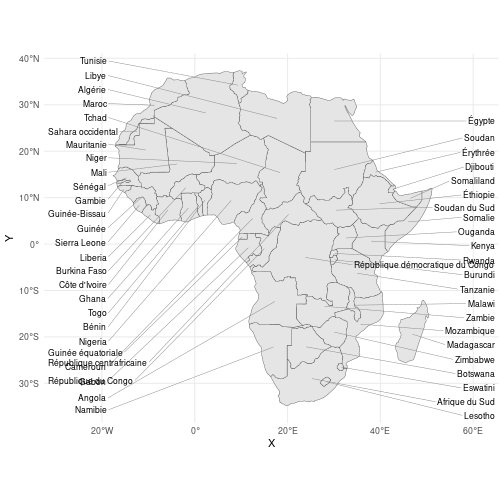 40°N
30°N
20°N
10°N
0°
10°S
20°S
30°S
Y
Tunisie
Libye
Algérie
Maroc
Tchad
Sahara occidental
Mauritanie
Niger
Mali
Sénégal
Gambie
Guinée-Bissau
Guinée
Sierra Leone
Liberia
Burkina Faso
Côte d'Ivoire
Ghana
Togo
Bénin
Nigeria
Guinée équatoriale
République centrafricaine
Cameroun
République du Congo
Gabon
Angola
Namibie
Égypte
Soudan
Érythrée
Djibouti
Somaliland
Éthiopie
Soudan du Sud
Somalie
Ouganda
Kenya
Rwanda
République démocratique du Congo
Burundi
Tanzanie
Malawi
Zambie
Mozambique
Madagascar
Zimbabwe
Botswana
Eswatini
Afrique du Sud
Lesotho
20°W
0°
20°E
40°E
60°E
X